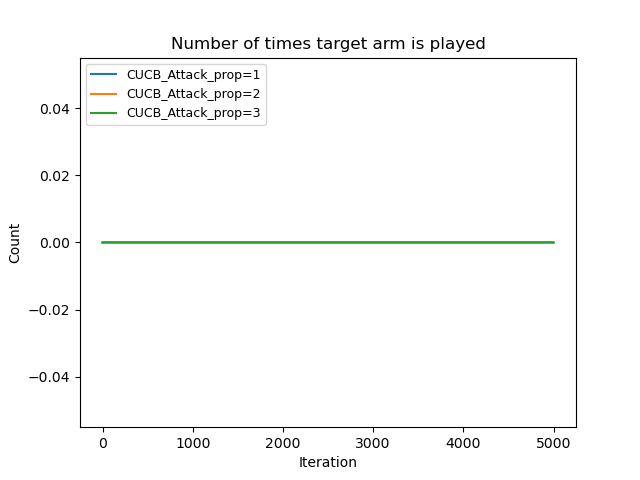 Number of times target arm is played
CUCB_Attack_prop=1
CUCB_Attack_prop=2
CUCB_Attack_prop=3
0.04
0.02
0.00
−0.02
−0.04
Count
0 1000 2000 3000 4000 5000
Iteration